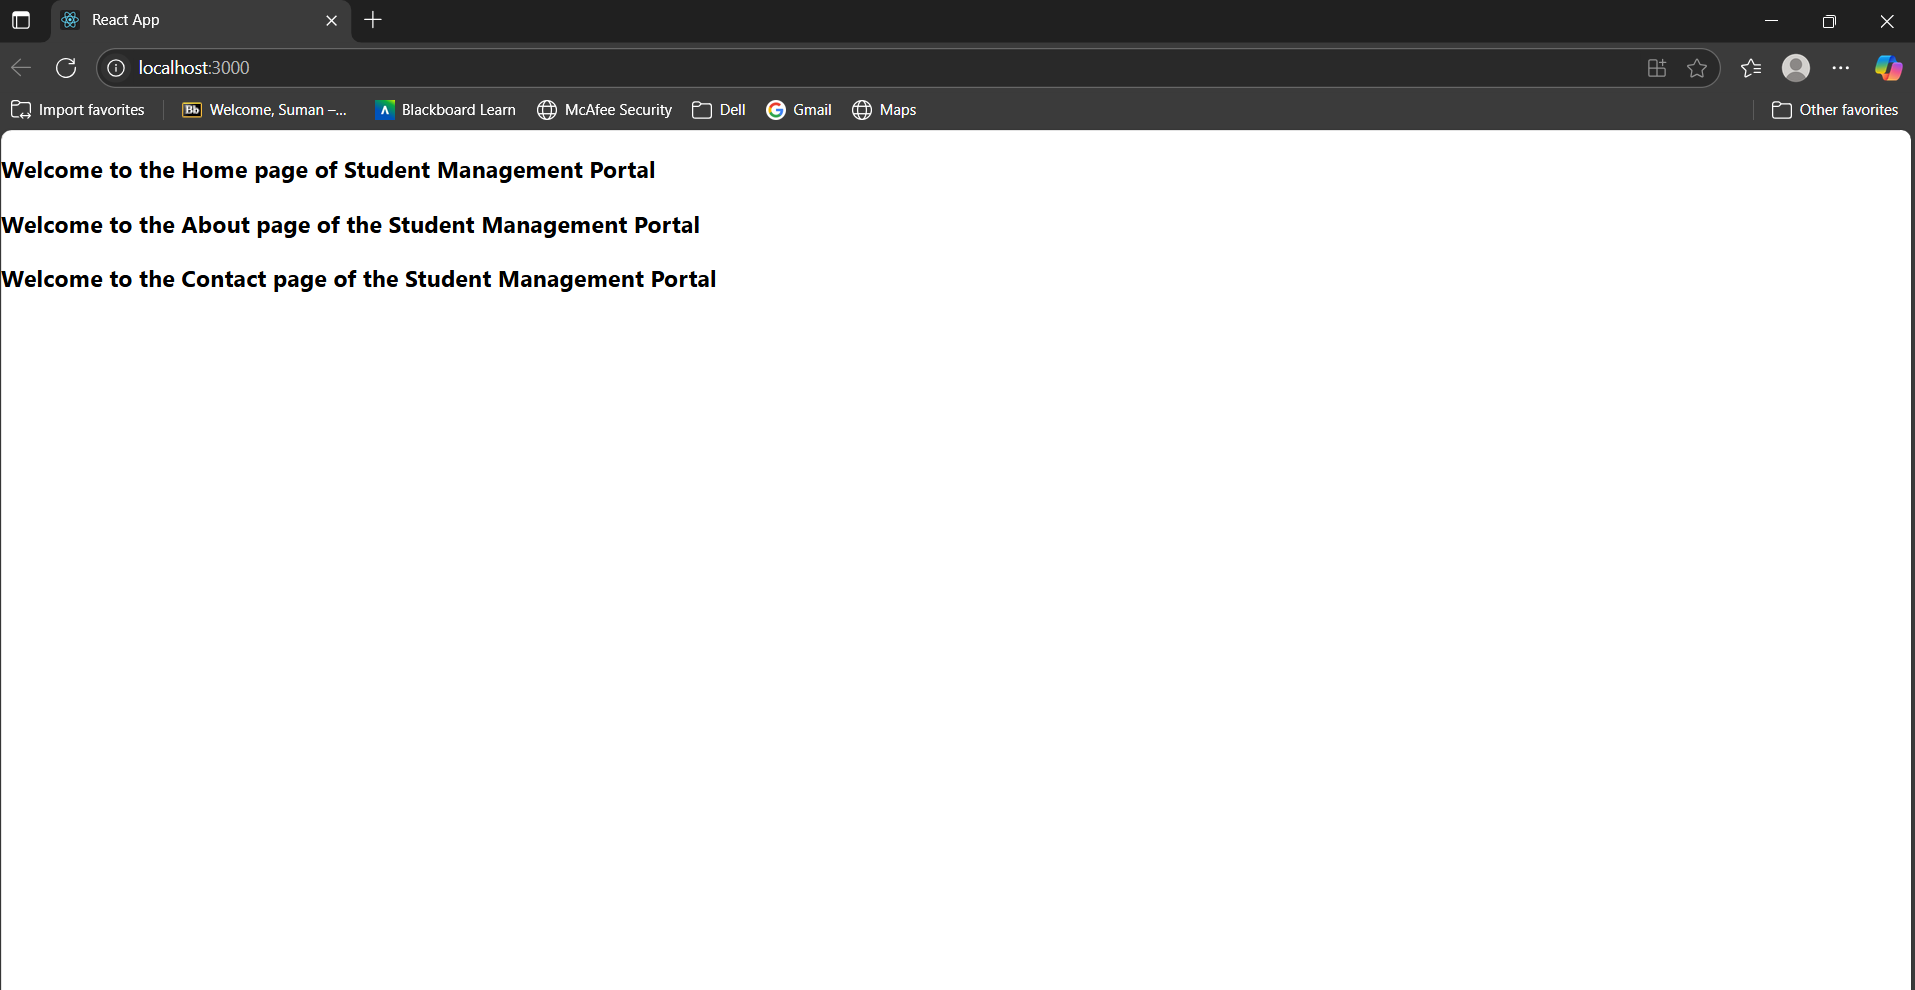 React App
localhost:3000
Import favorites
Bb Welcome, Suman –...
Blackboard Learn
McAfee Security
Dell
Gmail
Maps
Other favorites
Welcome to the Home page of Student Management Portal
Welcome to the About page of the Student Management Portal
Welcome to the Contact page of the Student Management Portal